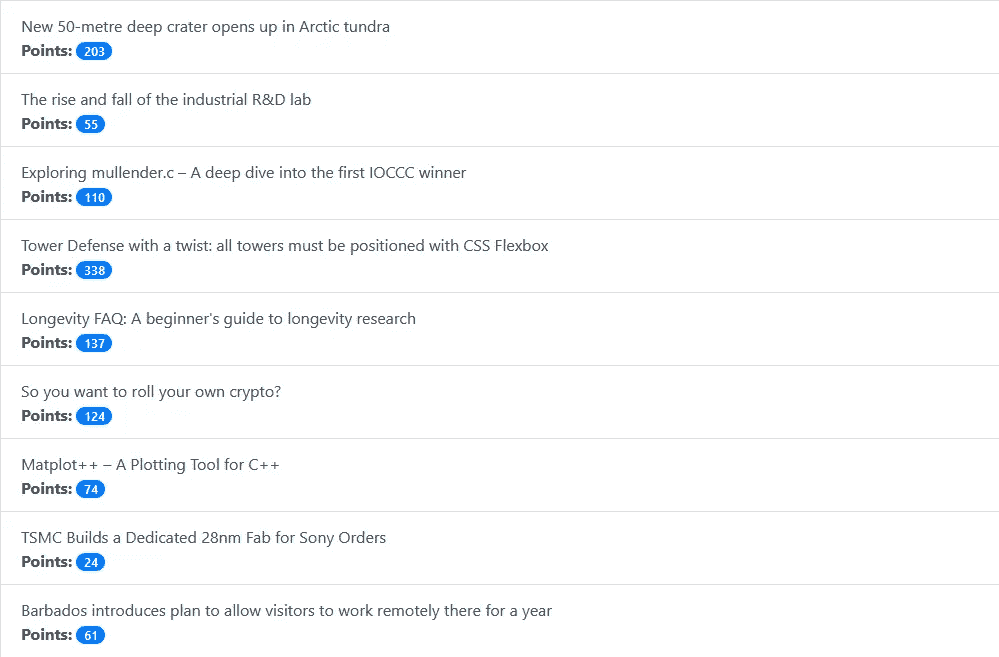 New 50-metre deep crater opens up in Arctic tundra
Points: 203
The rise and fall of the industrial R&D lab
Points: 55
Exploring mullender.c – A deep dive into the first IOCCC winner
Points: 110
Tower Defense with a twist: all towers must be positioned with CSS Flexbox
Points: 338
Longevity FAQ: A beginner's guide to longevity research
Points: 137
So you want to roll your own crypto?
Points: 124
Matplot++ – A Plotting Tool for C++
Points: 74
TSMC Builds a Dedicated 28nm Fab for Sony Orders
Points: 24
Barbados introduces plan to allow visitors to work remotely there for a year
Points: 61